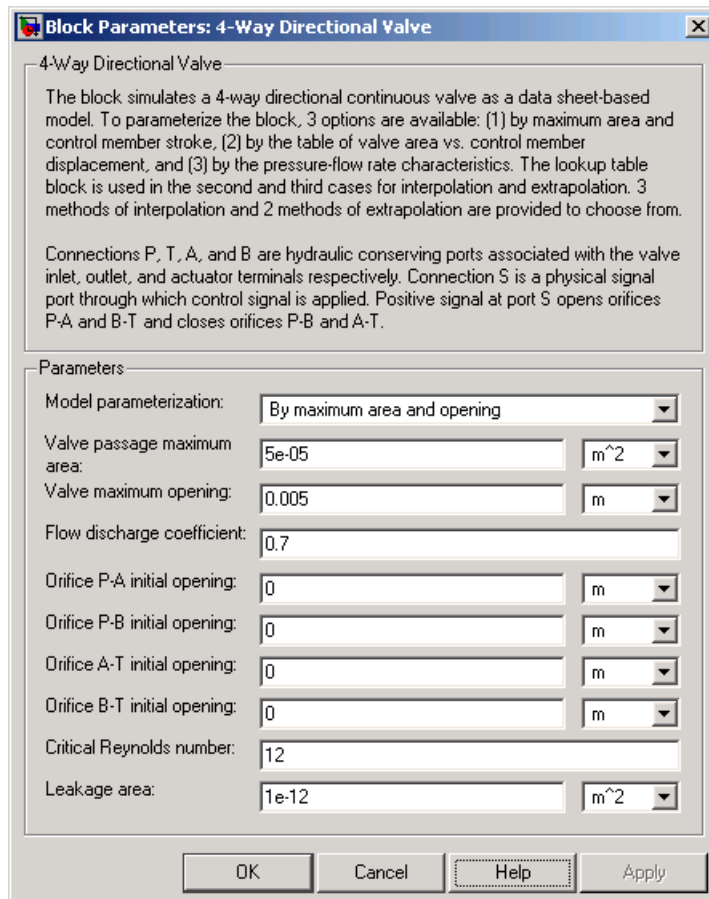 Block Parameters: 4-Way Directional Valve
4-Way Directional Valve
The block simulates a 4-way directional continuous valve as a data sheet-based
model. To parameterize the block, 3 options are available: (1) by maximum area and
control member stroke, (2) by the table of valve area vs. control member
displacement, and (3) by the pressure-flow rate characteristics. The lookup table
block is used in the second and third cases for interpolation and extrapolation. 3
methods of interpolation and 2 methods of extrapolation are provided to choose from.
Connections P, T, A, and B are hydraulic conserving ports associated with the valve
inlet, outlet, and actuator terminals respectively. Connection S is a physical signal
port through which control signal is applied. Positive signal at port S opens orifices
P-A and B-T and closes orifices P-B and A-T.
Parameters
Model parameterization: By maximum area and opening
Valve passage maximum
area: 5e-05 m^2
Valve maximum opening: 0.005 m
Flow discharge coefficient: 0.7
Orifice P-A initial opening: 0 m
Orifice P-B initial opening: 0 m
Orifice A-T initial opening: 0 m
Orifice B-T initial opening: 0 m
Critical Reynolds number: 12
Leakage area: 1e-12 m^2
OK Cancel Help Apply